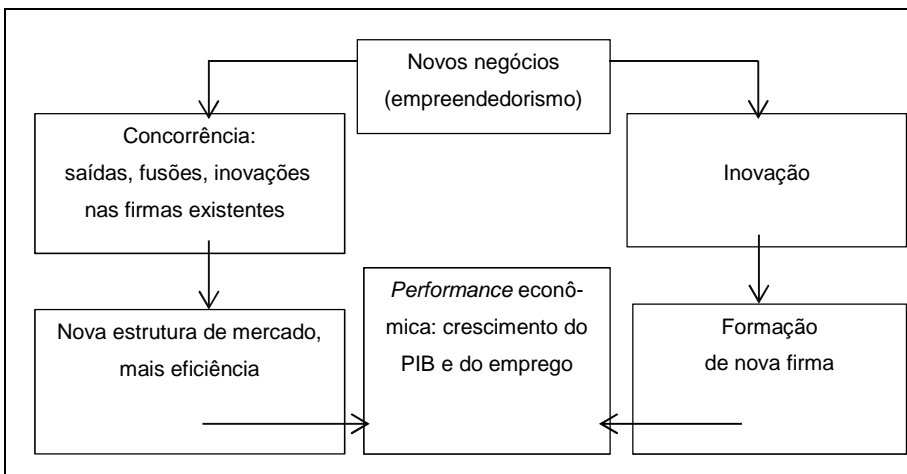 Novos negócios
(empreendedorismo)
Concorrência:
saídas, fusões, inovações
nas firmas existentes
Inovação
Nova estrutura de mercado,
mais eficiência
Performance econô-
mica: crescimento do
PIB e do emprego
Formação
de nova firma